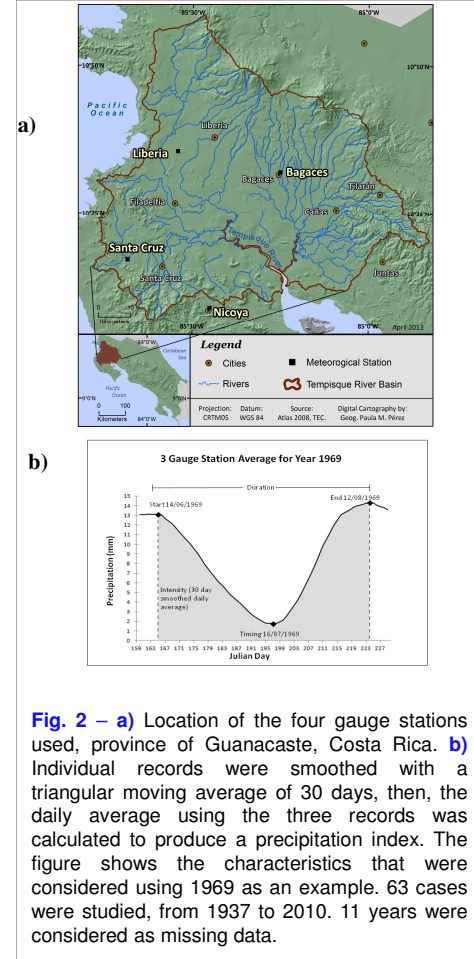 a)
10°50'N
85°30'W
85°0'W
10°50'N
Pacific
Ocean
Liberia
Liberia
Bagaces
Bagaces
Tilarán
10°25'N
Filadelfia
Cañas
10°25'N
Tempisque River
Santa Cruz
Santa Cruz
Juntas
Nicoya
Kilometers
85°30'W
85°0'W
April 2013
84°0'W
Caribbean
Sea
Pacific
Ocean
9°0'N
9°0'N
0 100
Kilometers
84°0'W
Legend
Cities
Meteorogical Station
Rivers
Tempisque River Basin
Projection: Datum: Source: Digital Cartography by:
CRTM05 WGS 84 Atlas 2008, TEC. Geog. Paula M. Pérez
b)
3 Gauge Station Average for Year 1969
Duration
Start 14/06/1969
End 12/08/1969
Precipitation (mm)
15
14
13
12
11
10
9
8
7
6
5
4
3
2
1
0
Intensity (30 day
smoothed daily
average)
Timing 16/07/1969
159 163 167 171 175 179 183 187 191 195 199 203 207 211 215 219 223 227
Julian Day
Fig. 2 – a) Location of the four gauge stations
used, province of Guanacaste, Costa Rica. b)
Individual records were smoothed with a
triangular moving average of 30 days, then, the
daily average using the three records was
calculated to produce a precipitation index. The
figure shows the characteristics that were
considered using 1969 as an example. 63 cases
were studied, from 1937 to 2010. 11 years were
considered as missing data.